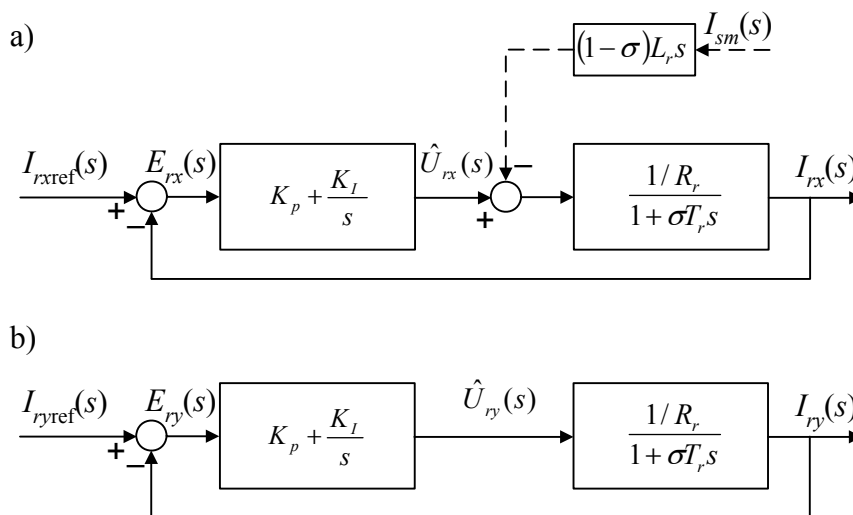 a)
(1−σ)L_r s
I_sm(s)
I_rxref(s)
E_rx(s)
K_p + K_I/s
Û_rx(s)
(1/R_r)/(1+σT_r s)
I_rx(s)
+
−
+
−
b)
I_ryref(s)
E_ry(s)
K_p + K_I/s
Û_ry(s)
(1/R_r)/(1+σT_r s)
I_ry(s)
+
−